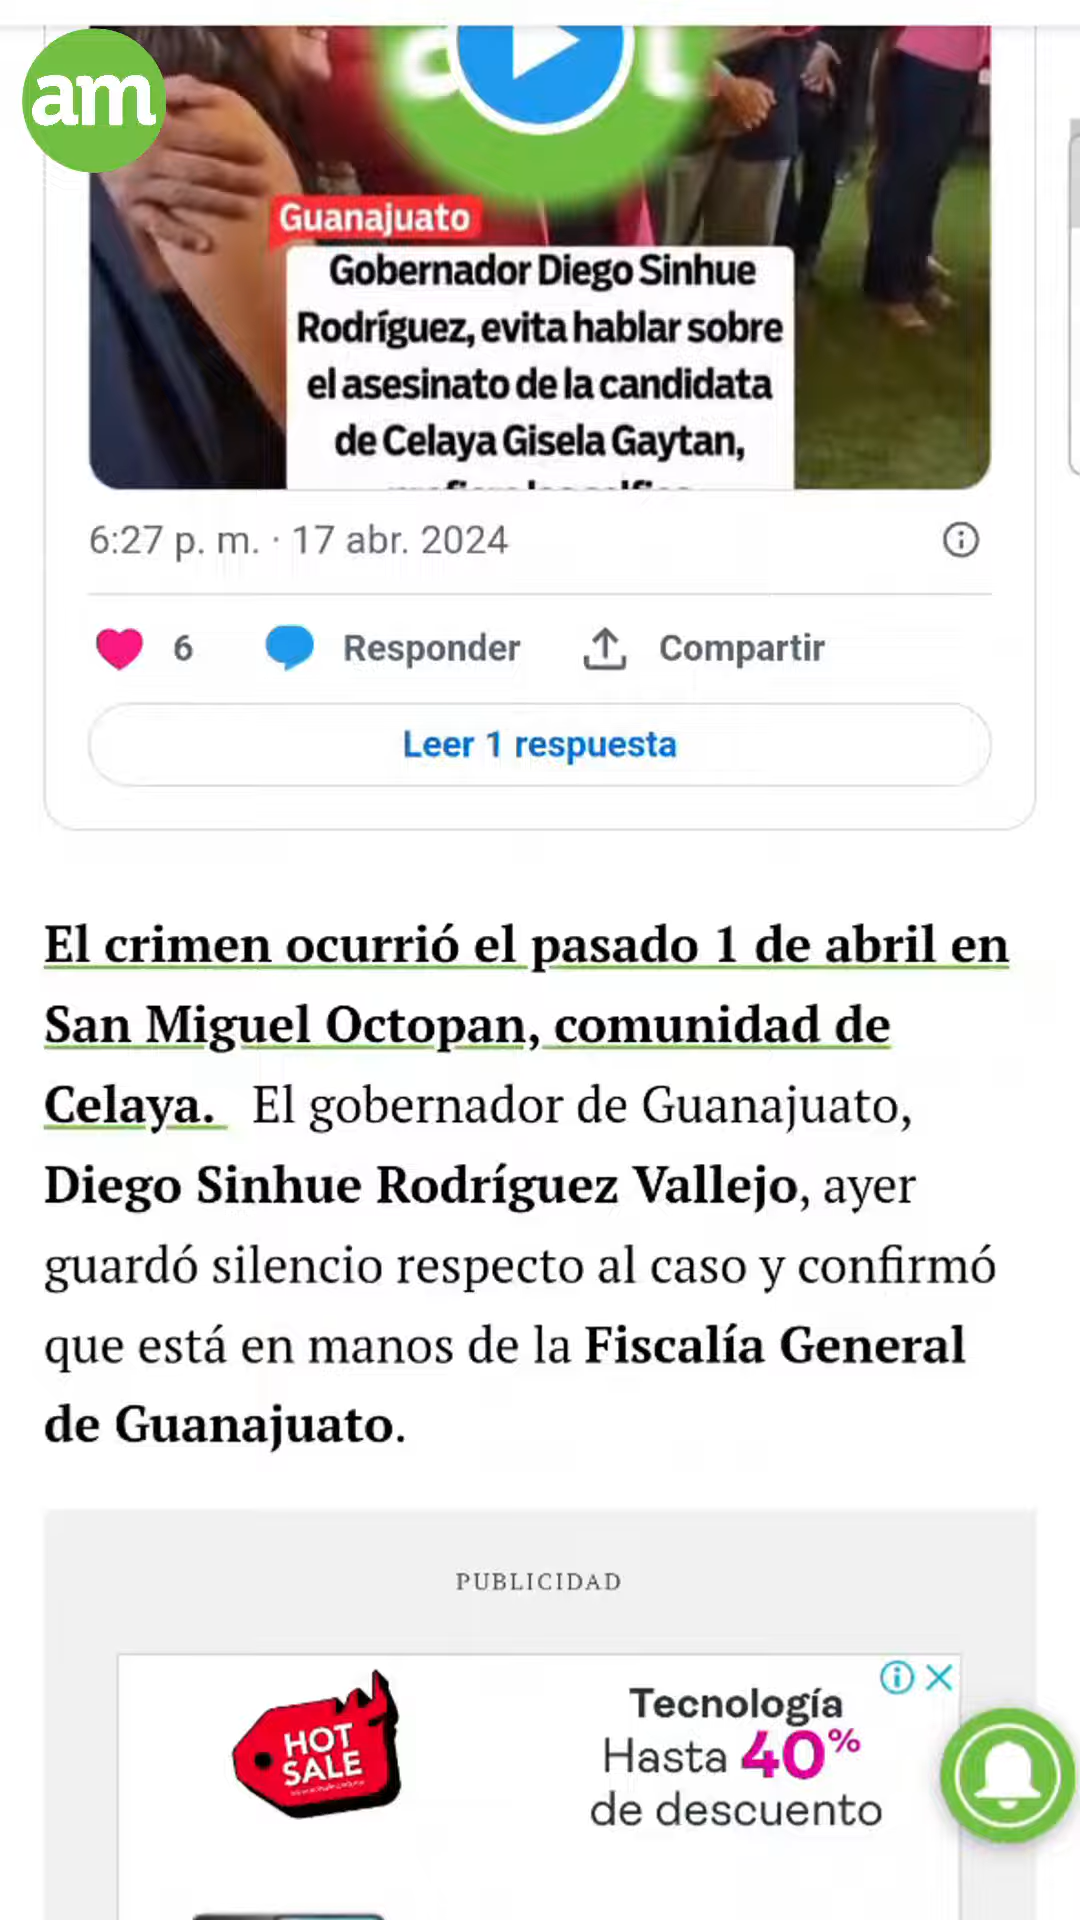 am
Guanajuato
Gobernador Diego Sinhue
Rodríguez, evita hablar sobre
el asesinato de la candidata
de Celaya Gisela Gaytan,
6:27 p. m. · 17 abr. 2024
6 Responder Compartir
Leer 1 respuesta
El crimen ocurrió el pasado 1 de abril en
San Miguel Octopan, comunidad de
Celaya. El gobernador de Guanajuato,
Diego Sinhue Rodríguez Vallejo, ayer
guardó silencio respecto al caso y confirmó
que está en manos de la Fiscalía General
de Guanajuato.
PUBLICIDAD
HOT
SALE
Tecnología
Hasta 40%
de descuento